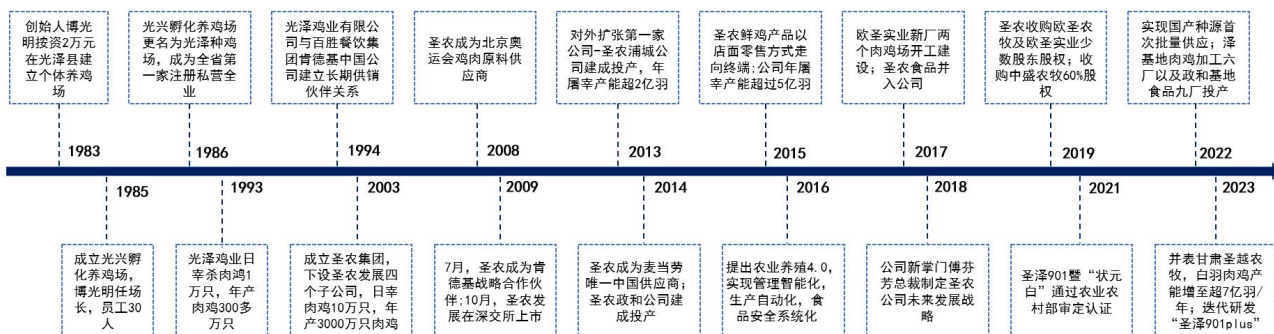 创始人博光
明按资2万元
在光泽县建
立个体养鸡
场
光兴孵化养鸡场
更名为光泽种鸡
场，成为全省第
一家注册私营全
业
光泽鸡业有限公
司与百胜餐饮集
团肯德基中国公
司建立长期供销
伙伴关系
圣农成为北京奥
运会鸡肉原料供
应商
对外扩张第一家
公司-圣农浦城公
司建成投产，年
屠宰产能超2亿羽
圣农鲜鸡产品以
店面零售方式走
向终端;公司年屠
宰产能超过5亿羽
欧圣实业新厂两
个肉鸡场开工建
设；圣农食品并
入公司
圣农收购欧圣农
牧及欧圣实业少
数股东股权；收
购中盛农牧60%股
权
实现国产种源首
次批量供应；泽
基地肉鸡加工六
厂以及政和基地
食品九厂投产
1983
1986
1994
2008
2013
2015
2017
2019
2022
1985
1993
2003
2009
2014
2016
2018
2021
2023
成立光兴孵
化养鸡场，
博光明任场
长，员工30
人
光泽鸡业日
宰杀肉鸿1
万只，年产
肉鸡300多
万只
成立圣农集团，
下设圣农发展四
个子公司，日宰
肉鸡10万只，年
产3000万只肉鸡
7月，圣农成为肯
德基战略合作伙
伴;10月，圣农发
展在深交所上市
圣农成为麦当劳
唯一中国供应商；
圣农政和公司建
成投产
提出农业养殖4.0，
实现管理智能化，
生产自动化，食
品安全系统化
公司新掌门傅芬
芳总裁制定圣农
公司未来发展战
略
圣泽901暨“状元
白”通过农业农
村部审定认证
并表甘肃圣越农
牧，白羽肉鸡产
能增至超7亿羽/
年；迭代研发
“圣泽901plus”